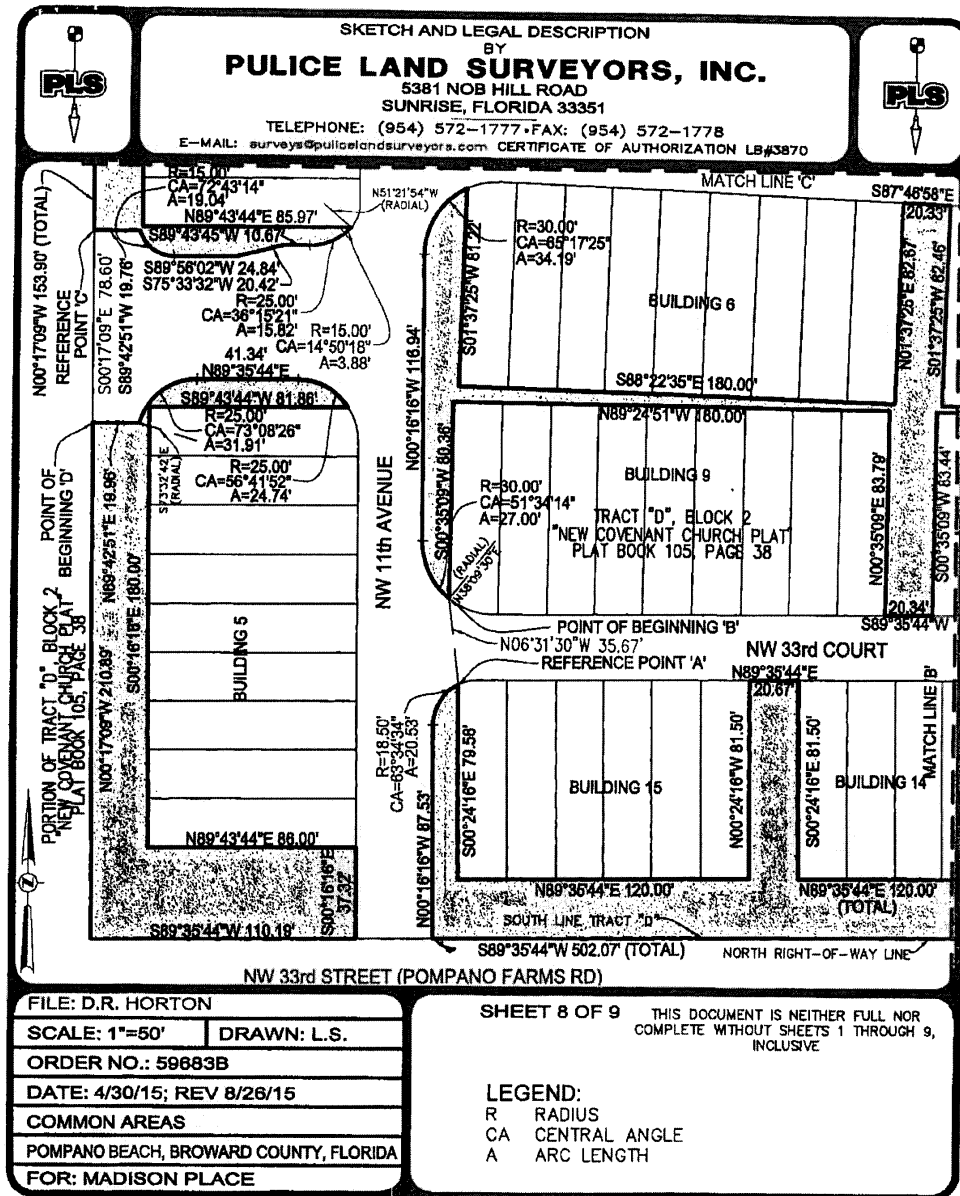 PLS
SKETCH AND LEGAL DESCRIPTION
BY
PULICE LAND SURVEYORS, INC.
5381 NOB HILL ROAD
SUNRISE, FLORIDA 33351
TELEPHONE: (954) 572-1777•FAX: (954) 572-1778
E-MAIL: surveys@pulicelandsurveyors.com CERTIFICATE OF AUTHORIZATION LB#3870
PLS
MATCH LINE 'C'
S87°46'58"E
20.33'
R=15.00'
CA=72°43'14"
A=19.04'
N89°43'44"E 85.97'
S89°43'45"W 10.67'
S89°56'02"W 24.84'
S75°33'32"W 20.42'
R=25.00'
CA=36°15'21"
A=15.82'
R=15.00'
CA=14°50'18"
A=3.88'
N51°21'54"W
(RADIAL)
R=30.00'
CA=65°17'25"
A=34.19'
S01°37'25"W 81.22'
BUILDING 6
N01°37'25"E 82.67'
S01°37'25"W 82.46'
S88°22'35"E 180.00'
N00°17'09"W 153.90' (TOTAL)
REFERENCE
POINT 'C'
S00°17'09"E 78.60'
S89°42'51"W 19.76'
41.34'
N89°35'44"E
S89°43'44"W 81.86'
R=25.00'
CA=73°08'26"
A=31.91'
R=25.00'
CA=56°41'52"
A=24.74'
S73°32'42"E
(RADIAL)
POINT OF
BEGINNING 'D'
N89°42'51"E 19.96'
S00°16'16"E 180.00'
N00°17'09"W 210.89'
PORTION OF TRACT "D", BLOCK 2
"NEW COVENANT CHURCH PLAT"
PLAT BOOK 105, PAGE 38
BUILDING 5
NW 11th AVENUE
N00°16'16"W 116.94'
N89°24'51"W 180.00'
S00°35'09"W 80.36'
BUILDING 9
R=30.00'
CA=51°34'14"
A=27.00'
TRACT "D", BLOCK 2
"NEW COVENANT CHURCH PLAT"
PLAT BOOK 105, PAGE 38
(RADIAL)
N38°09'30"E
N00°35'09"E 83.79'
S00°35'09"W 83.44'
20.34'
S89°35'44"W
POINT OF BEGINNING 'B'
N06°31'30"W 35.67'
NW 33rd COURT
REFERENCE POINT 'A'
N89°35'44"E
20.67'
R=18.50'
CA=63°34'34"
A=20.53'
N00°16'16"W 87.53'
S00°24'16"E 79.58'
BUILDING 15
N00°24'16"W 81.50'
S00°24'16"E 81.50'
BUILDING 14
MATCH LINE 'B'
N89°35'44"E 120.00'
N89°35'44"E 120.00'
(TOTAL)
N89°43'44"E 86.00'
S00°16'16"E
37.32'
S89°35'44"W 110.19'
SOUTH LINE TRACT "D"
S89°35'44"W 502.07' (TOTAL)
NORTH RIGHT-OF-WAY LINE
NW 33rd STREET (POMPANO FARMS RD)
FILE: D.R. HORTON
SCALE: 1"=50'
DRAWN: L.S.
ORDER NO.: 59683B
DATE: 4/30/15; REV 8/26/15
COMMON AREAS
POMPANO BEACH, BROWARD COUNTY, FLORIDA
FOR: MADISON PLACE
SHEET 8 OF 9
THIS DOCUMENT IS NEITHER FULL NOR
COMPLETE WITHOUT SHEETS 1 THROUGH 9,
INCLUSIVE
LEGEND:
R RADIUS
CA CENTRAL ANGLE
A ARC LENGTH